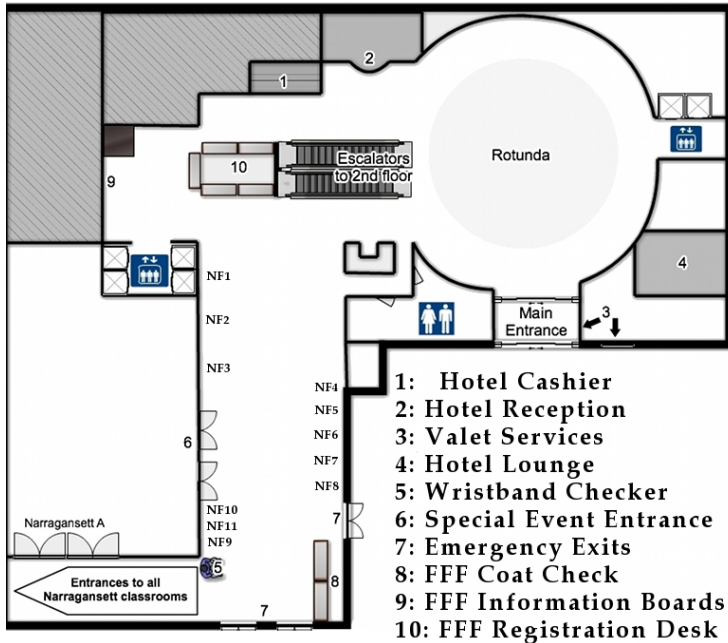 2
1
Escalators
to 2nd floor
10
Rotunda
9
4
NF1
NF2
Main
Entrance
3
NF3
NF4
NF5
NF6
NF7
NF8
6
NF10
NF11
NF9
7
Narragansett A
5
8
Entrances to all
Narragansett classrooms
7
1: Hotel Cashier
2: Hotel Reception
3: Valet Services
4: Hotel Lounge
5: Wristband Checker
6: Special Event Entrance
7: Emergency Exits
8: FFF Coat Check
9: FFF Information Boards
10: FFF Registration Desk